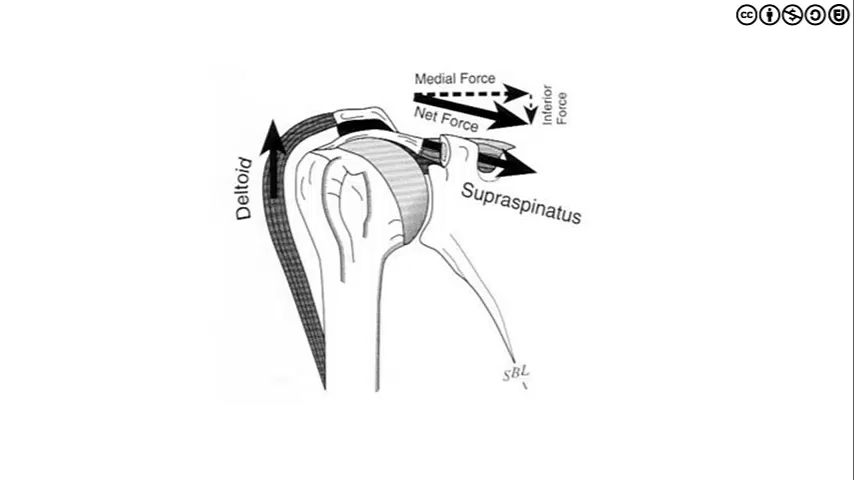 Medial Force
Inferior
Force
Net Force
Deltoid
Supraspinatus
SBL